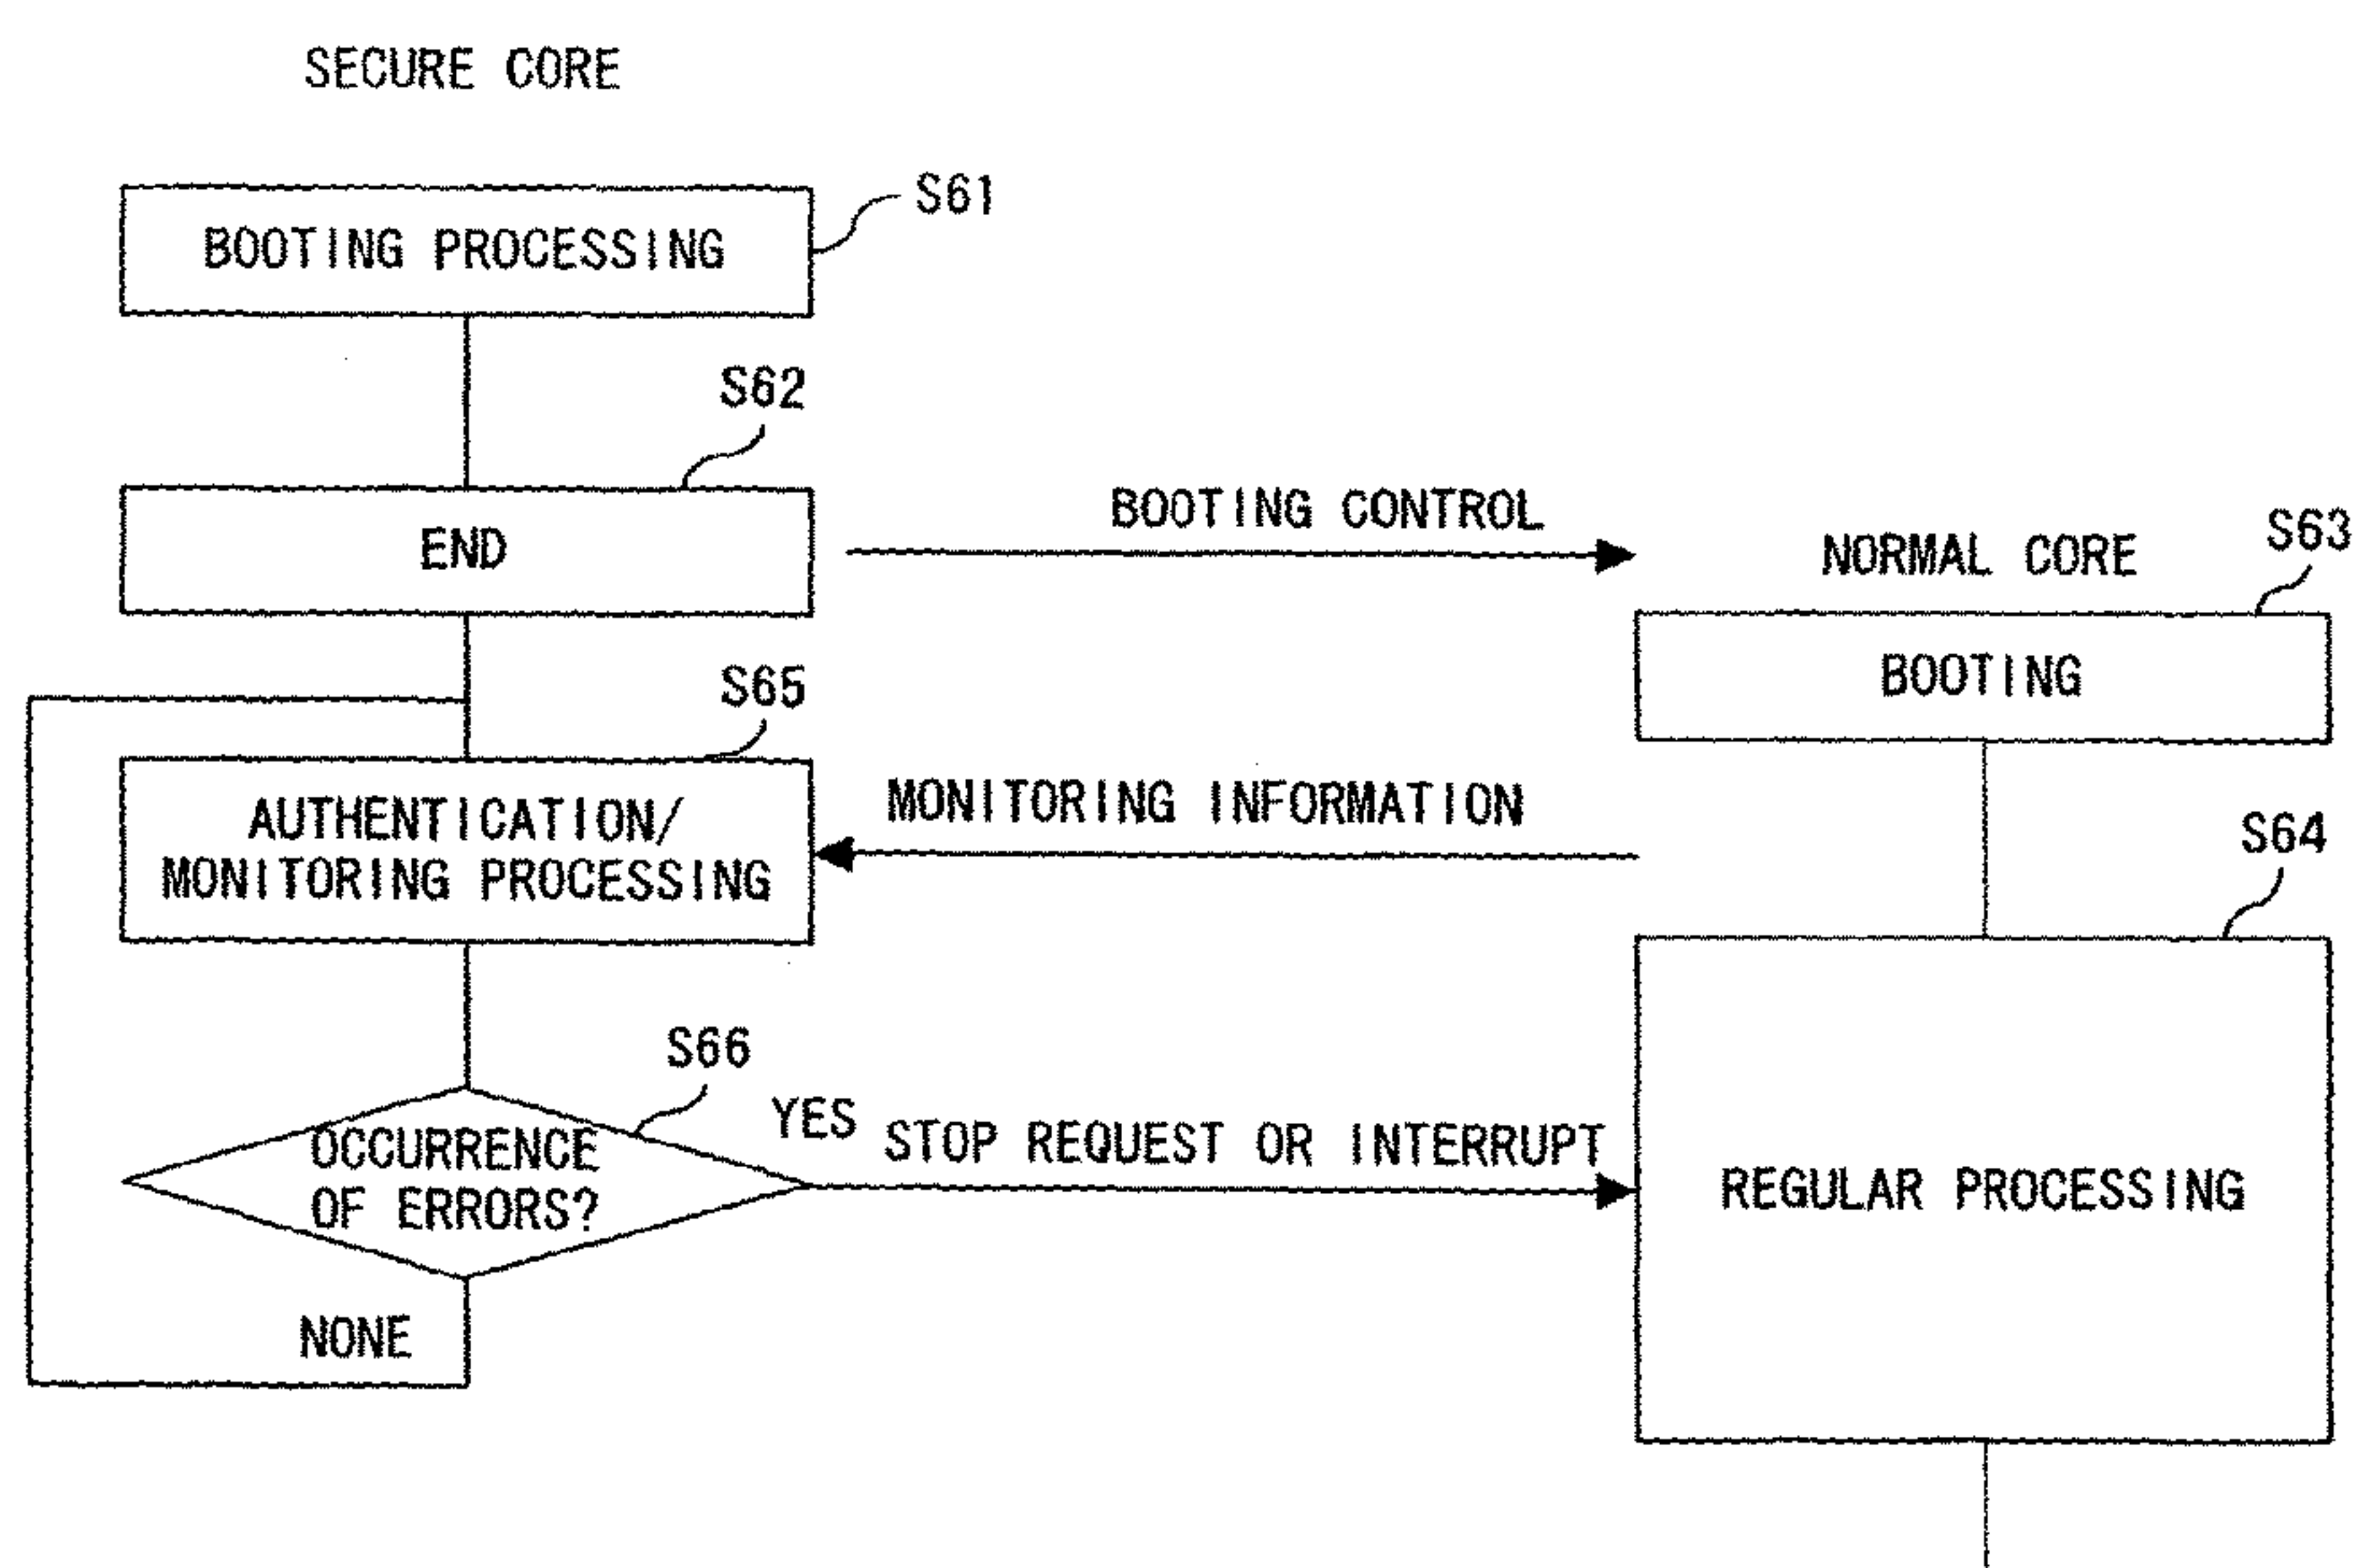 SECURE CORE
S61
BOOTING PROCESSING
S62
END
BOOTING CONTROL
NORMAL CORE
S63
BOOTING
S65
AUTHENTICATION/
MONITORING PROCESSING
MONITORING INFORMATION
S64
S66
OCCURRENCE
OF ERRORS?
YES
STOP REQUEST OR INTERRUPT
REGULAR PROCESSING
NONE